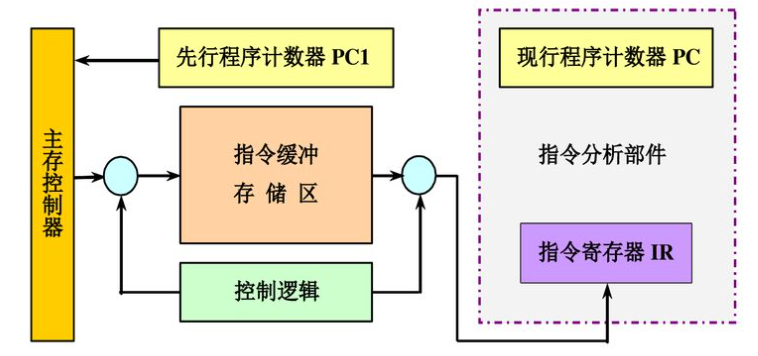 先行程序计数器 PC1
现行程序计数器 PC
主存控制器
指令缓冲
存 储 区
指令分析部件
指令寄存器 IR
控制逻辑